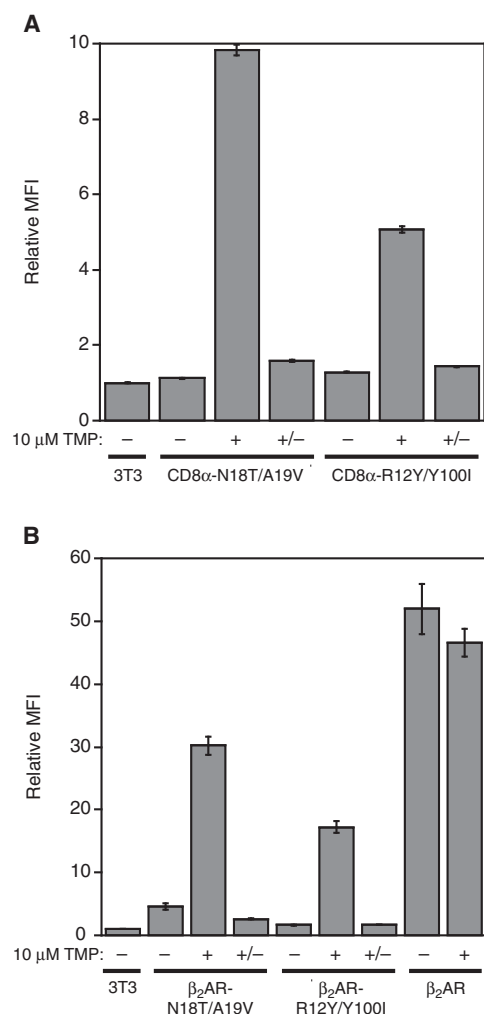 A
10
8
6
4
2
0
Relative MFI
10 μM TMP: – – + +/– – + +/–
3T3 CD8α-N18T/A19V CD8α-R12Y/Y100I
B
60
50
40
30
20
10
0
Relative MFI
10 μM TMP: – – + +/– – + +/– – +
3T3 β₂AR- β₂AR- β₂AR
N18T/A19V R12Y/Y100I